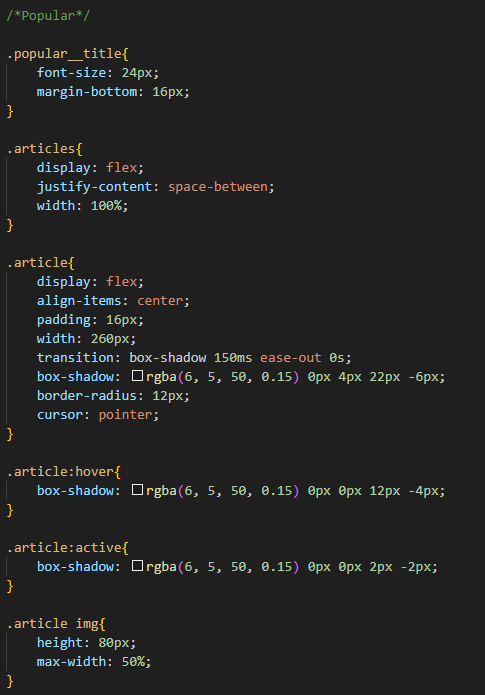 /*Popular*/
.popular__title{
font-size: 24px;
margin-bottom: 16px;
}
.articles{
display: flex;
justify-content: space-between;
width: 100%;
}
.article{
display: flex;
align-items: center;
padding: 16px;
width: 260px;
transition: box-shadow 150ms ease-out 0s;
box-shadow: rgba(6, 5, 50, 0.15) 0px 4px 22px -6px;
border-radius: 12px;
cursor: pointer;
}
.article:hover{
box-shadow: rgba(6, 5, 50, 0.15) 0px 0px 12px -4px;
}
.article:active{
box-shadow: rgba(6, 5, 50, 0.15) 0px 0px 2px -2px;
}
.article img{
height: 80px;
max-width: 50%;
}